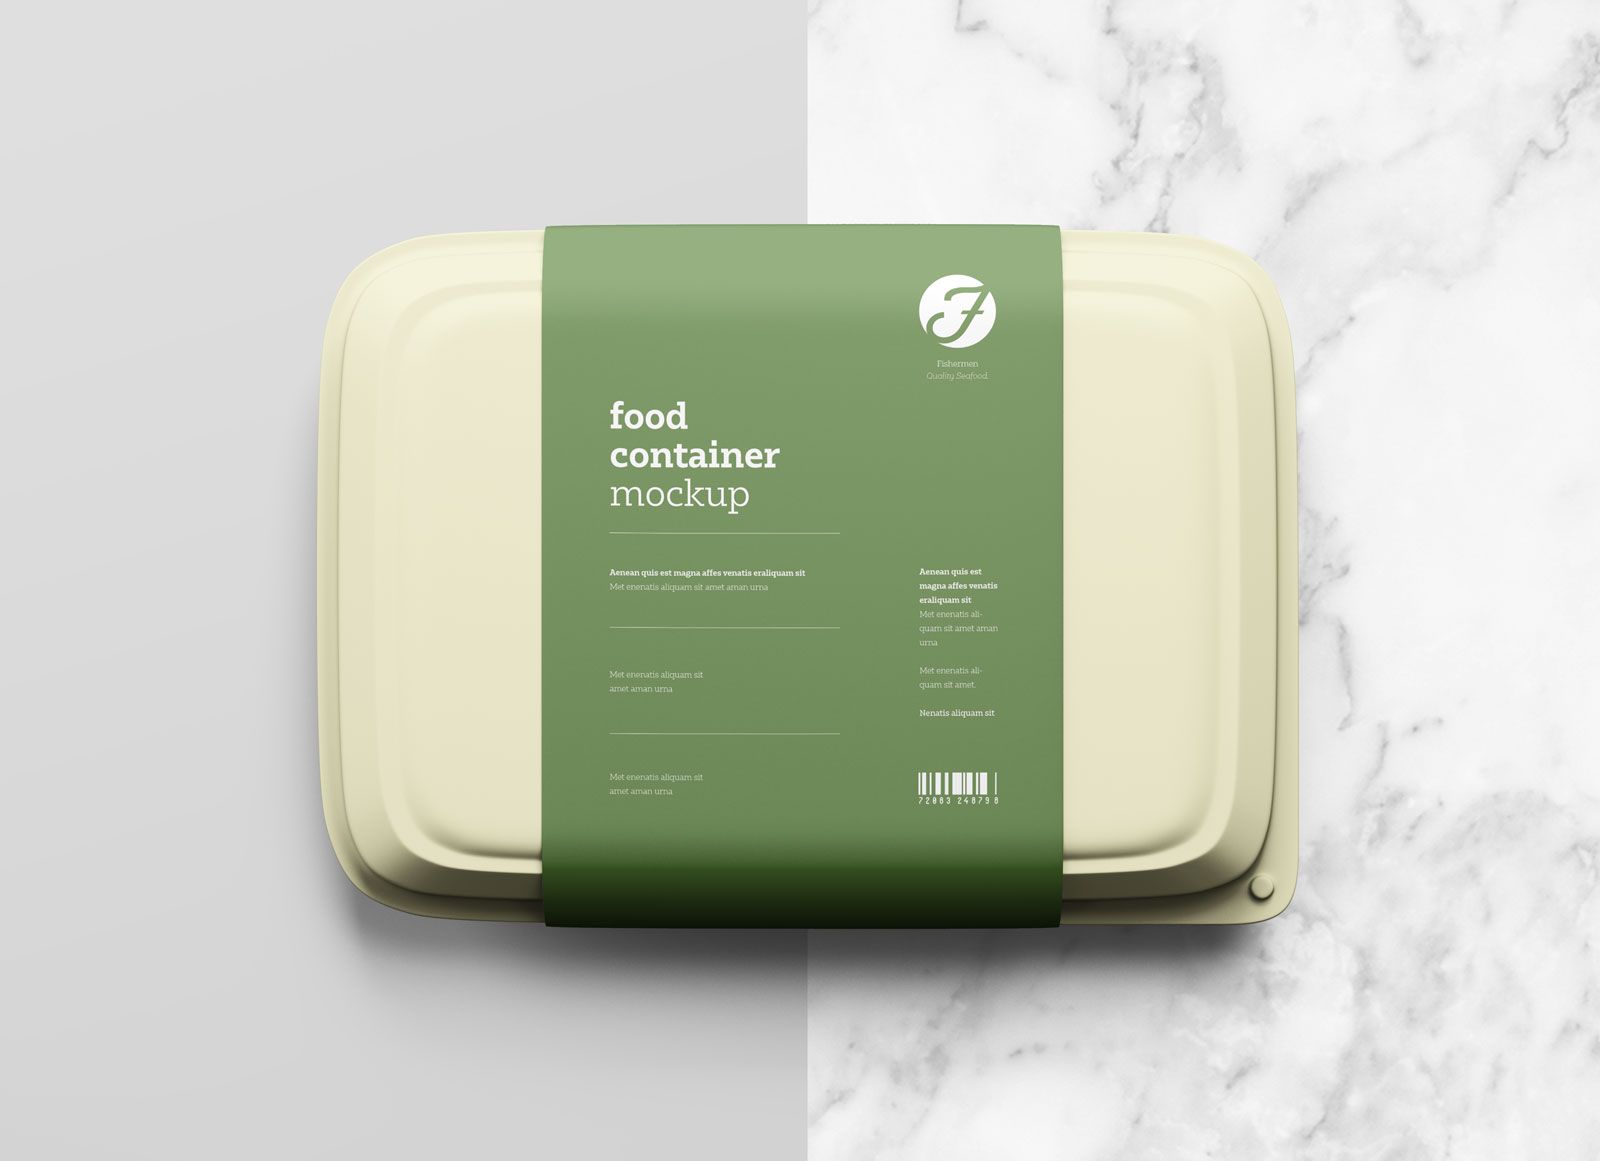 F
Fishermen
Quality Seafood.
food
container
mockup
Aenean quis est magna affes venatis eraliquam sit
Met enenatis aliquam sit amet aman urna
Met enenatis aliquam sit
amet aman urna
Met enenatis aliquam sit
amet aman urna
Aenean quis est
magna affes venatis
eraliquam sit
Met enenatis ali-
quam sit amet aman
urna
Met enenatis ali-
quam sit amet.
Nenatis aliquam sit
72083 248798